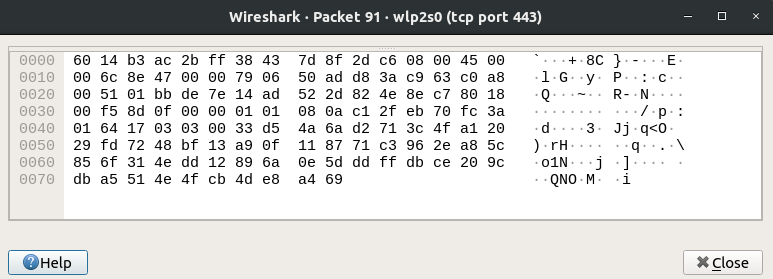 Wireshark · Packet 91 · wlp2s0 (tcp port 443)
0000 60 14 b3 ac 2b ff 38 43 7d 8f 2d c6 08 00 45 00 `···+·8C }·-···E·
0010 00 6c 8e 47 00 00 79 06 50 ad d8 3a c9 63 c0 a8 ·l·G··y· P··:·c··
0020 00 51 01 bb de 7e 14 ad 52 2d 82 4e 8e c7 80 18 ·Q···~·· R-·N····
0030 00 f5 8d 0f 00 00 01 01 08 0a c1 2f eb 70 fc 3a ········ ···/·p·:
0040 01 64 17 03 03 00 33 d5 4a 6a d2 71 3c 4f a1 20 ·d····3· Jj·q<O·
0050 29 fd 72 48 bf 13 a9 0f 11 87 71 c3 96 2e a8 5c )·rH···· ··q··.·\
0060 85 6f 31 4e dd 12 89 6a 0e 5d dd ff db ce 20 9c ·o1N···j ·]···· ·
0070 db a5 51 4e 4f cb 4d e8 a4 69 ··QNO·M· ·i
Help Close